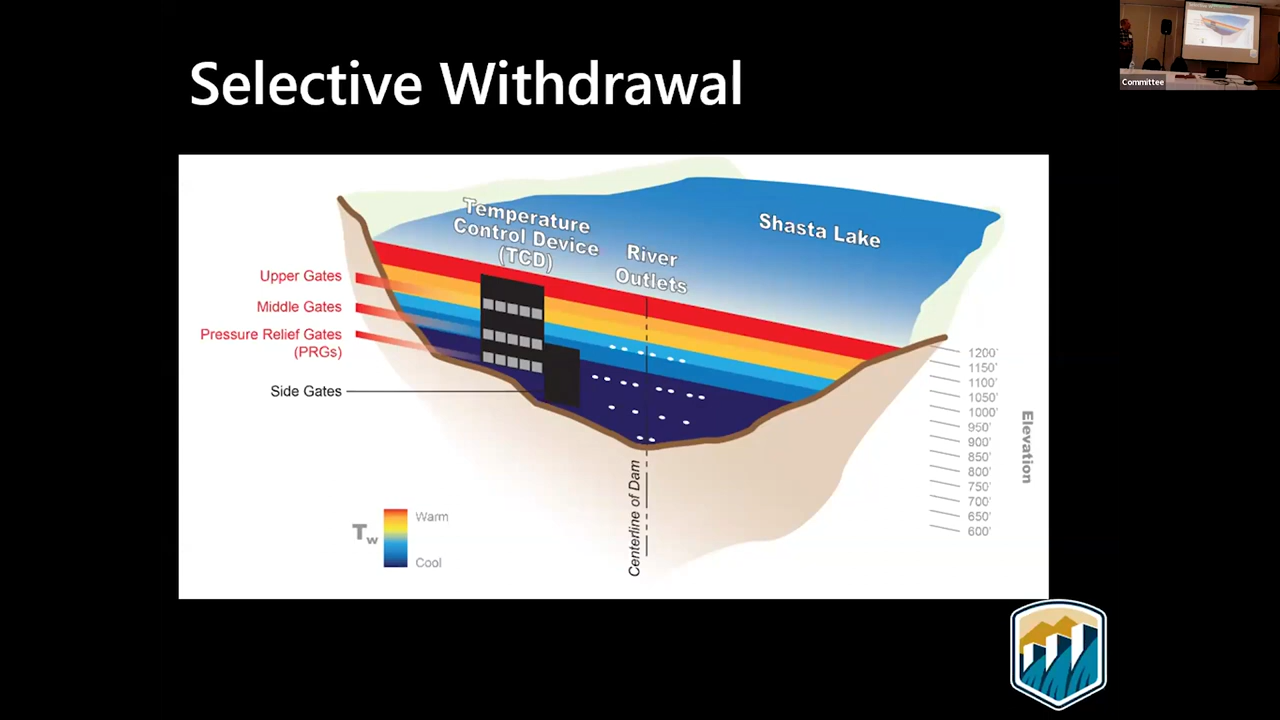 Selective Withdrawal
Committee
Temperature
Control Device
(TCD)
River
Outlets
Shasta Lake
Upper Gates
Middle Gates
Pressure Relief Gates
(PRGs)
Side Gates
1200'
1150'
1100'
1050'
1000'
950'
900'
850'
800'
750'
700'
650'
600'
Elevation
Centerline of Dam
Tw
Warm
Cool